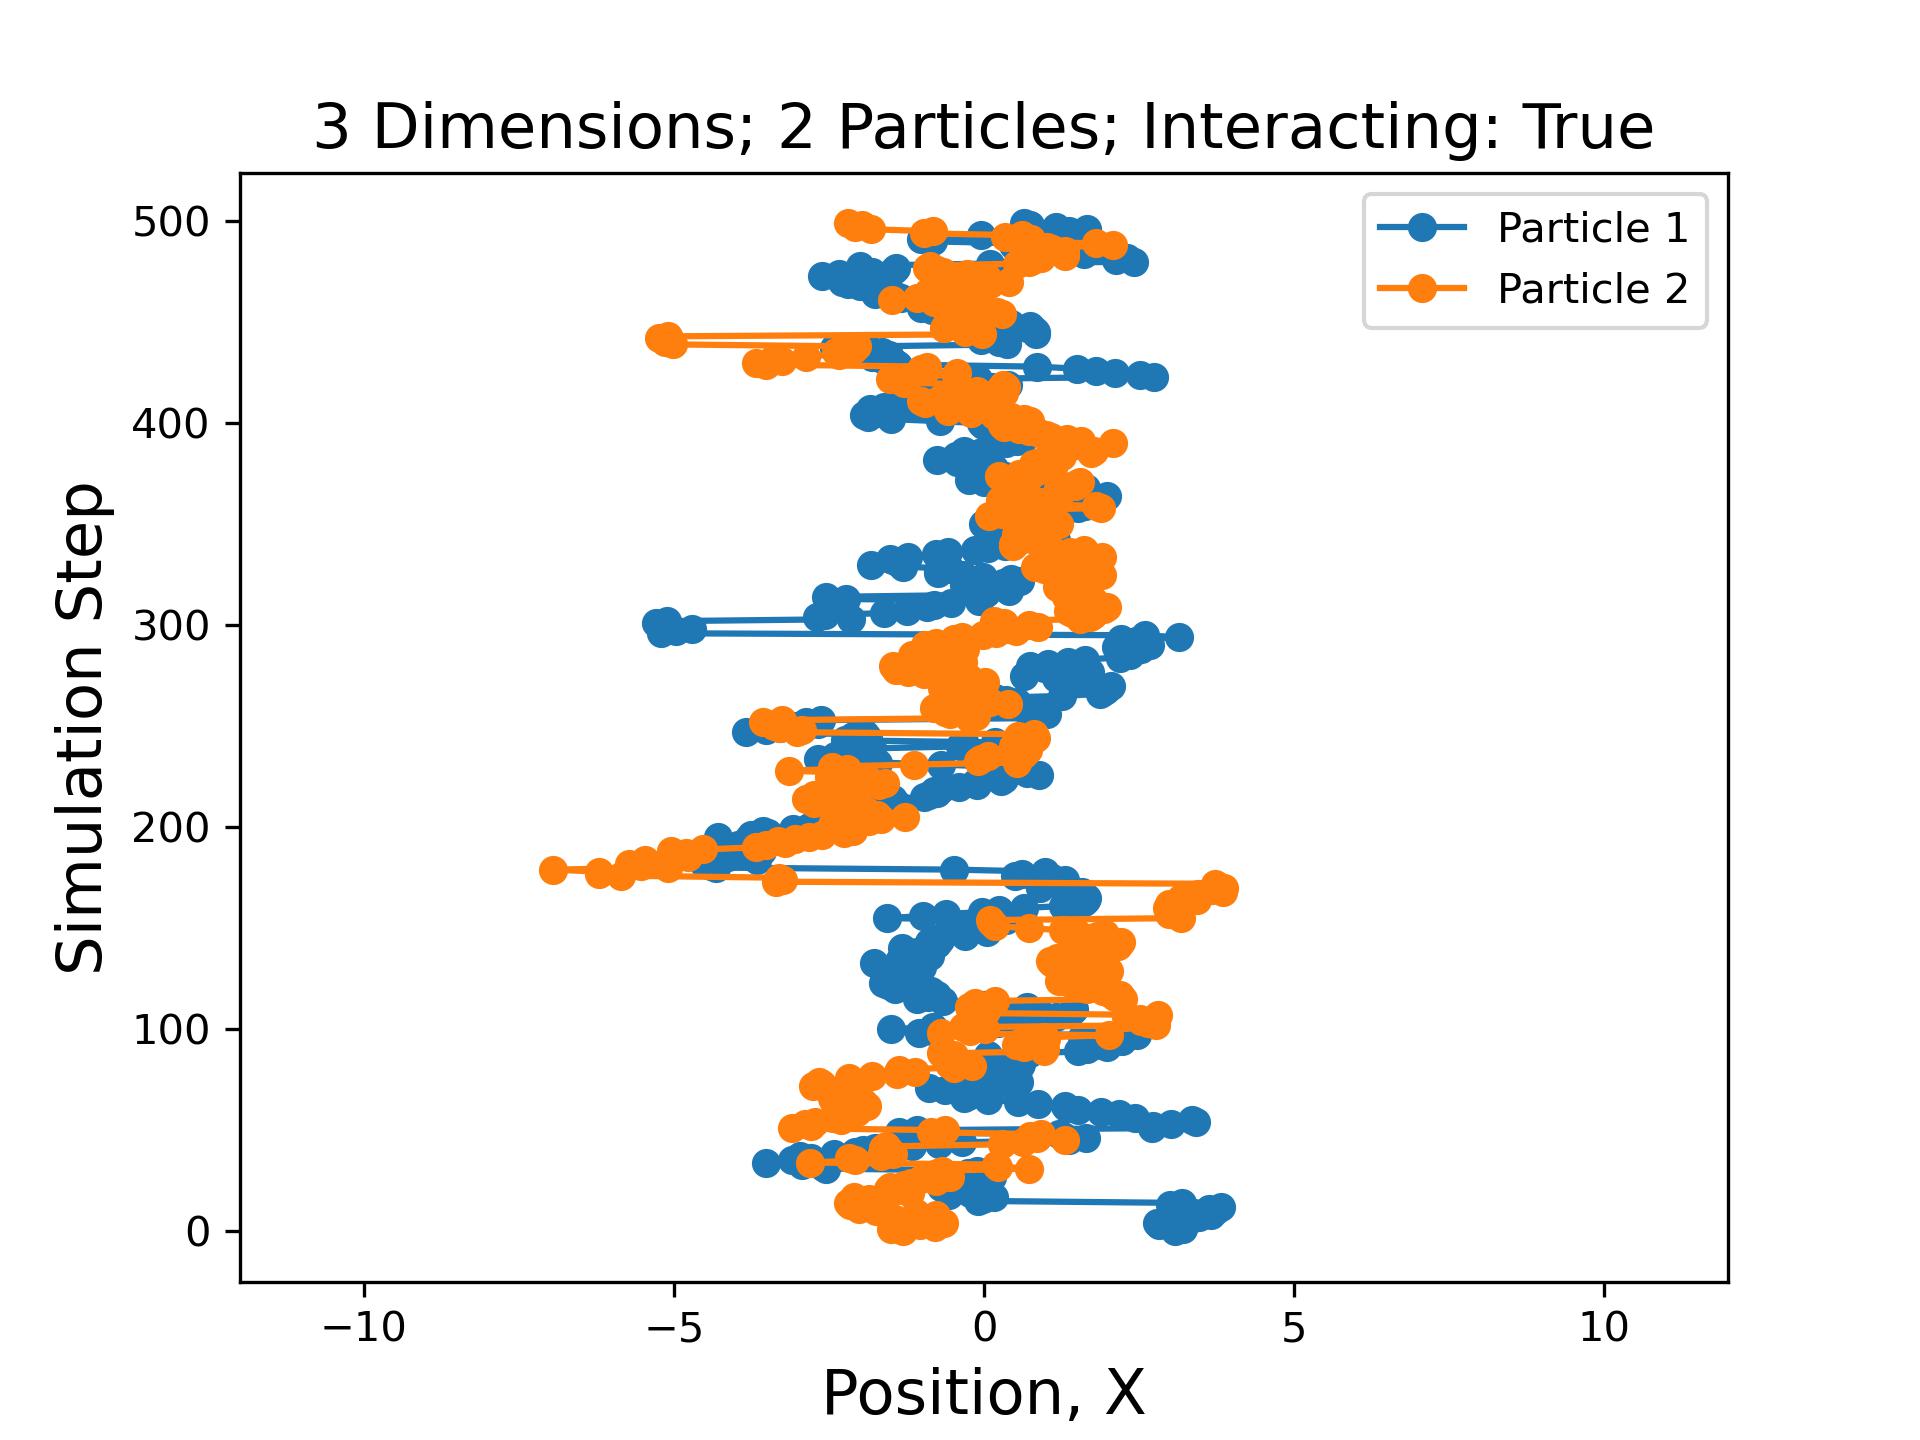 3 Dimensions; 2 Particles; Interacting: True
Particle 1
Particle 2
500
400
300
200
100
0
Simulation Step
−10
−5
0
5
10
Position, X